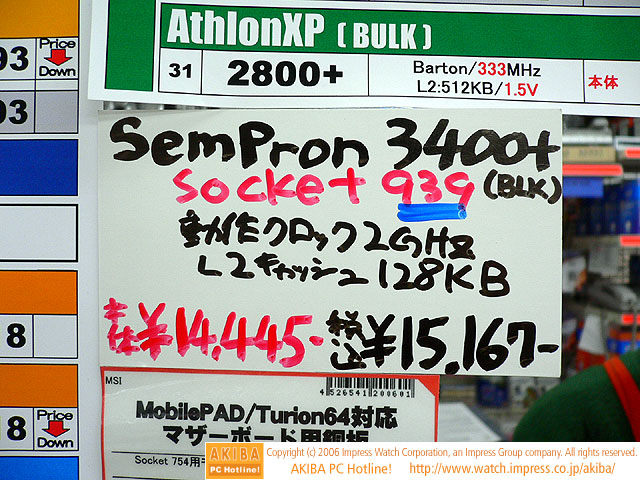 AthlonXP (BULK)
31 2800+ Barton/333MHz
L2:512KB/1.5V
本体
93 Price
Down
93
SemPron 3400+
Socket 939 (BLK)
動作クロック2GHz
L2キャッシュ128KB
本体¥14,445- 税込¥15,167-
8
8 Price
Down
MSI
4 526541 200601
MobilePAD/Turion64対応
マザーボード用銅板
Socket 754用
AKIBA
PC Hotline!
Copyright (c) 2006 Impress Watch Corporation, an Impress Group company. All rights reserved.
AKIBA PC Hotline! http://www.watch.impress.co.jp/akiba/